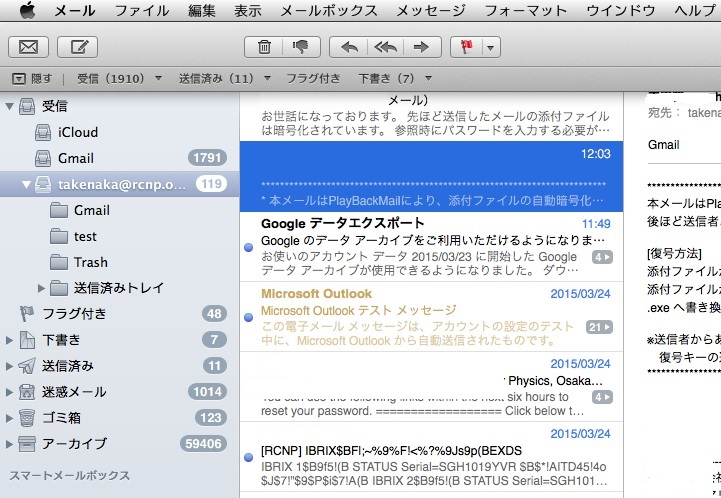 メール ファイル 編集 表示 メールボックス メッセージ フォーマット ウインドウ ヘルプ
隠す 受信（1910） 送信済み（11） フラグ付き 下書き（7）
受信
iCloud
Gmail 1791
takenaka@rcnp.o... 119
Gmail
test
Trash
送信済みトレイ
フラグ付き 48
下書き 7
送信済み 11
迷惑メール 1014
ゴミ箱 123
アーカイブ 59406
スマートメールボックス
メール）
お世話になっております。 先ほど送信したメールの添付ファイル
は暗号化されています。 参照時にパスワードを入力する必要が…
12:03
* 本メールはPlayBackMailにより、添付ファイルの自動暗号化…
Google データエクスポート 11:49
Google のデータ アーカイブをご利用いただけるようになりま…
お使いのアカウント データ 2015/03/23 に開始した Google
データ アーカイブが使用できるようになりました。 ダウ… 4
Microsoft Outlook 2015/03/24
Microsoft Outlook テスト メッセージ
この電子メール メッセージは、アカウントの設定のテスト
中に、Microsoft Outlook から自動送信されたものです。 21
2015/03/24
Physics, Osaka…
You can use the following links within the next six hours to
reset your password. ================== Click below t… 4
2015/03/24
[RCNP] IBRIX$BFl;~%9%F!<%?%9Js9p(BEXDS
IBRIX 1$B9f5!(B STATUS Serial=SGH1019YVR $B$*!AITD45!4o
$J$7!"$9$P$i$7!A(B IBRIX 2$B9f5!(B STATUS Serial=SGH10…
宛先： takena
Gmail
本メールはPla
後ほど送信者よ
[復号方法]
添付ファイルが
添付ファイルが
.exe へ書き換
※送信者からあ
復号キーの送